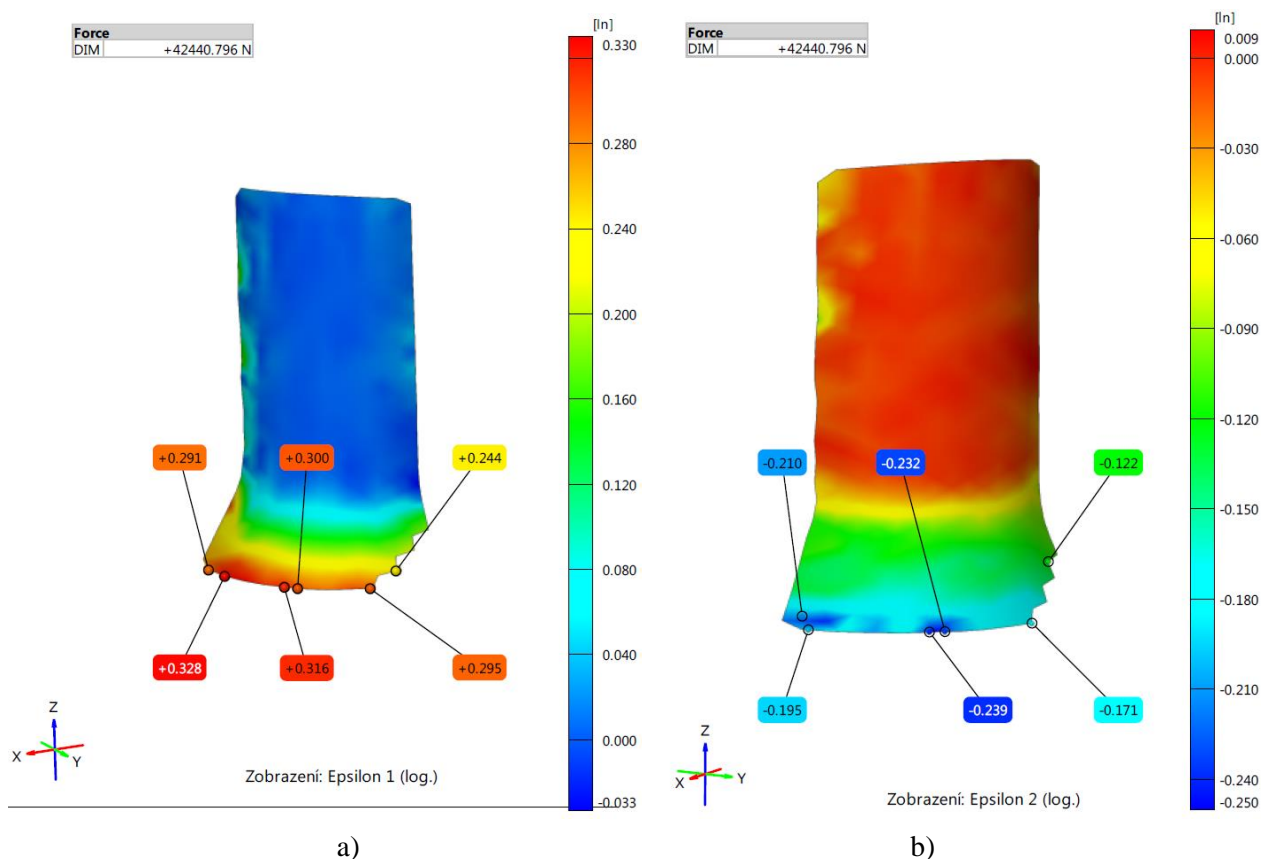 Force
DIM +42440.796 N
[ln]
0.330
0.280
0.240
0.200
0.160
0.120
0.080
0.040
0.000
-0.033
+0.291
+0.300
+0.244
+0.328
+0.316
+0.295
Z
X
Y
Zobrazení: Epsilon 1 (log.)
a)
Force
DIM +42440.796 N
[ln]
0.009
0.000
-0.030
-0.060
-0.090
-0.120
-0.150
-0.180
-0.210
-0.240
-0.250
-0.210
-0.232
-0.122
-0.195
-0.239
-0.171
Z
X
Y
Zobrazení: Epsilon 2 (log.)
b)